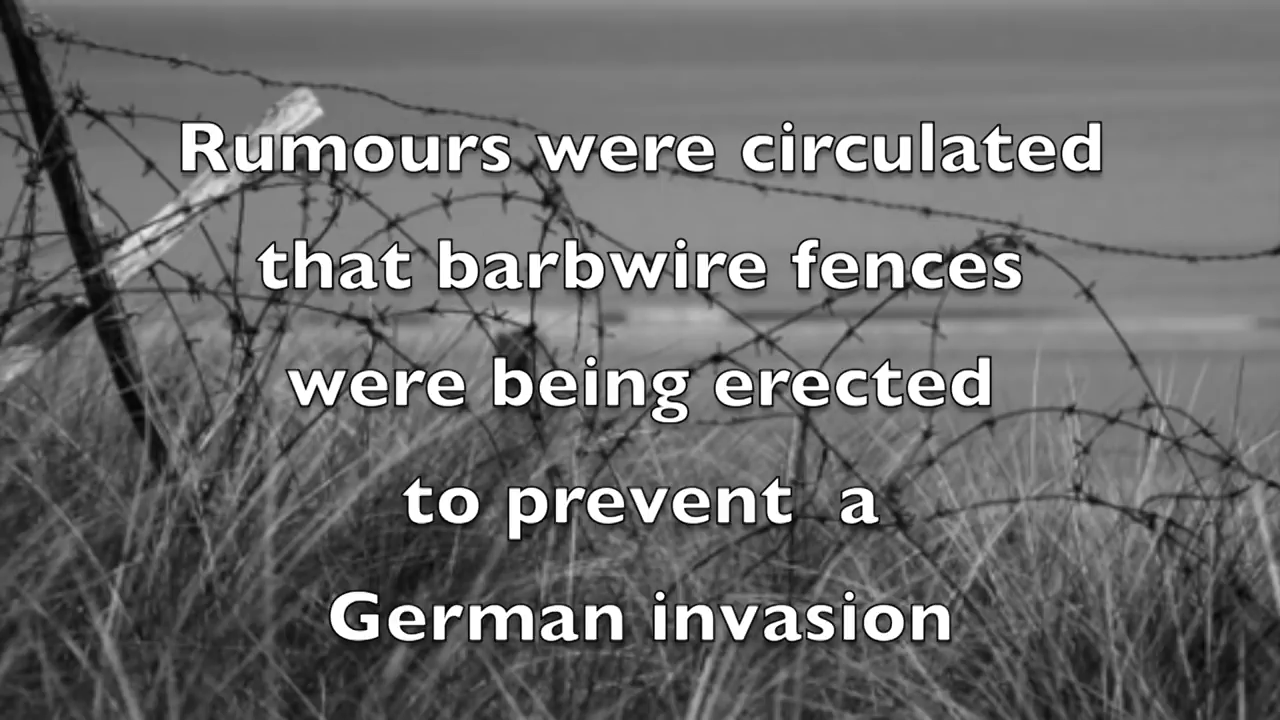 Rumours were circulated
that barbwire fences
were being erected
to prevent  a
German invasion